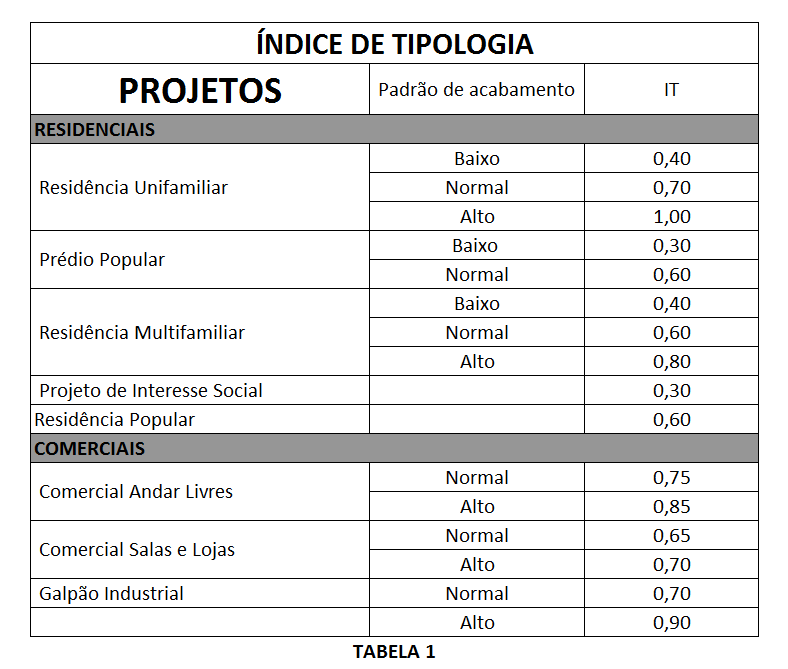 ÍNDICE DE TIPOLOGIA
PROJETOS Padrão de acabamento IT
RESIDENCIAIS
Residência Unifamiliar Baixo 0,40
Normal 0,70
Alto 1,00
Prédio Popular Baixo 0,30
Normal 0,60
Residência Multifamiliar Baixo 0,40
Normal 0,60
Alto 0,80
Projeto de Interesse Social 0,30
Residência Popular 0,60
COMERCIAIS
Comercial Andar Livres Normal 0,75
Alto 0,85
Comercial Salas e Lojas Normal 0,65
Alto 0,70
Galpão Industrial Normal 0,70
Alto 0,90
TABELA 1